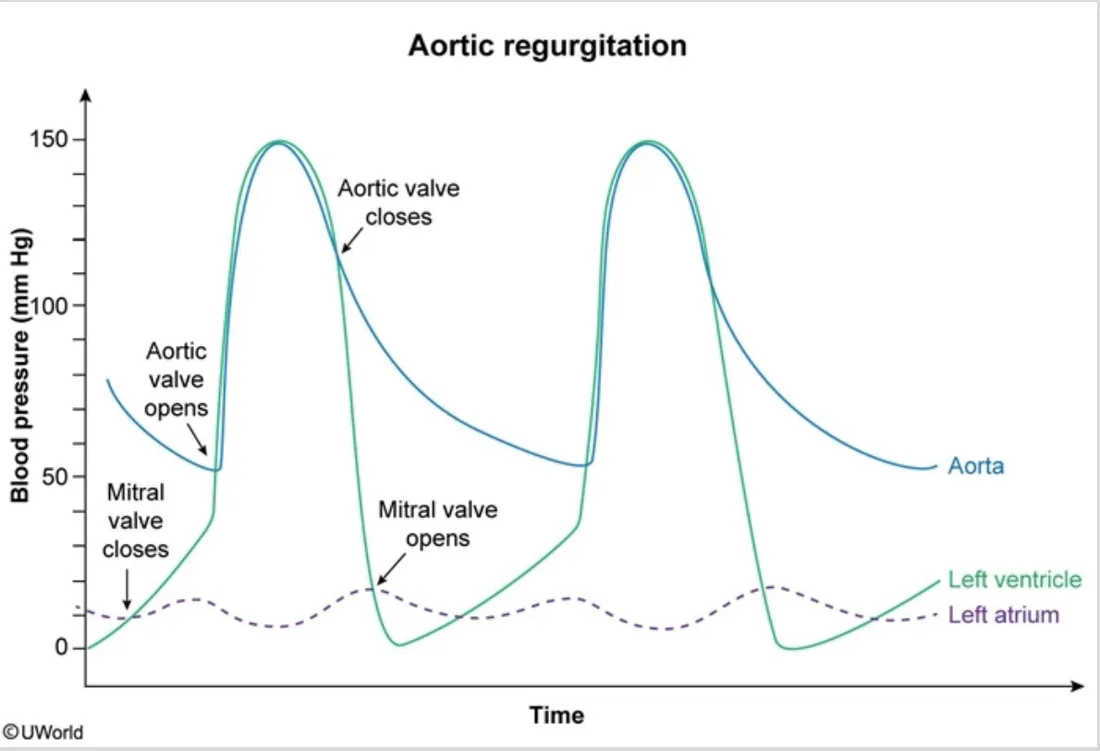 Aortic regurgitation
Blood pressure (mm Hg)
150
100
50
0
Aortic valve
closes
Aortic
valve
opens
Mitral
valve
closes
Mitral valve
opens
Aorta
Left ventricle
Left atrium
Time
©UWorld